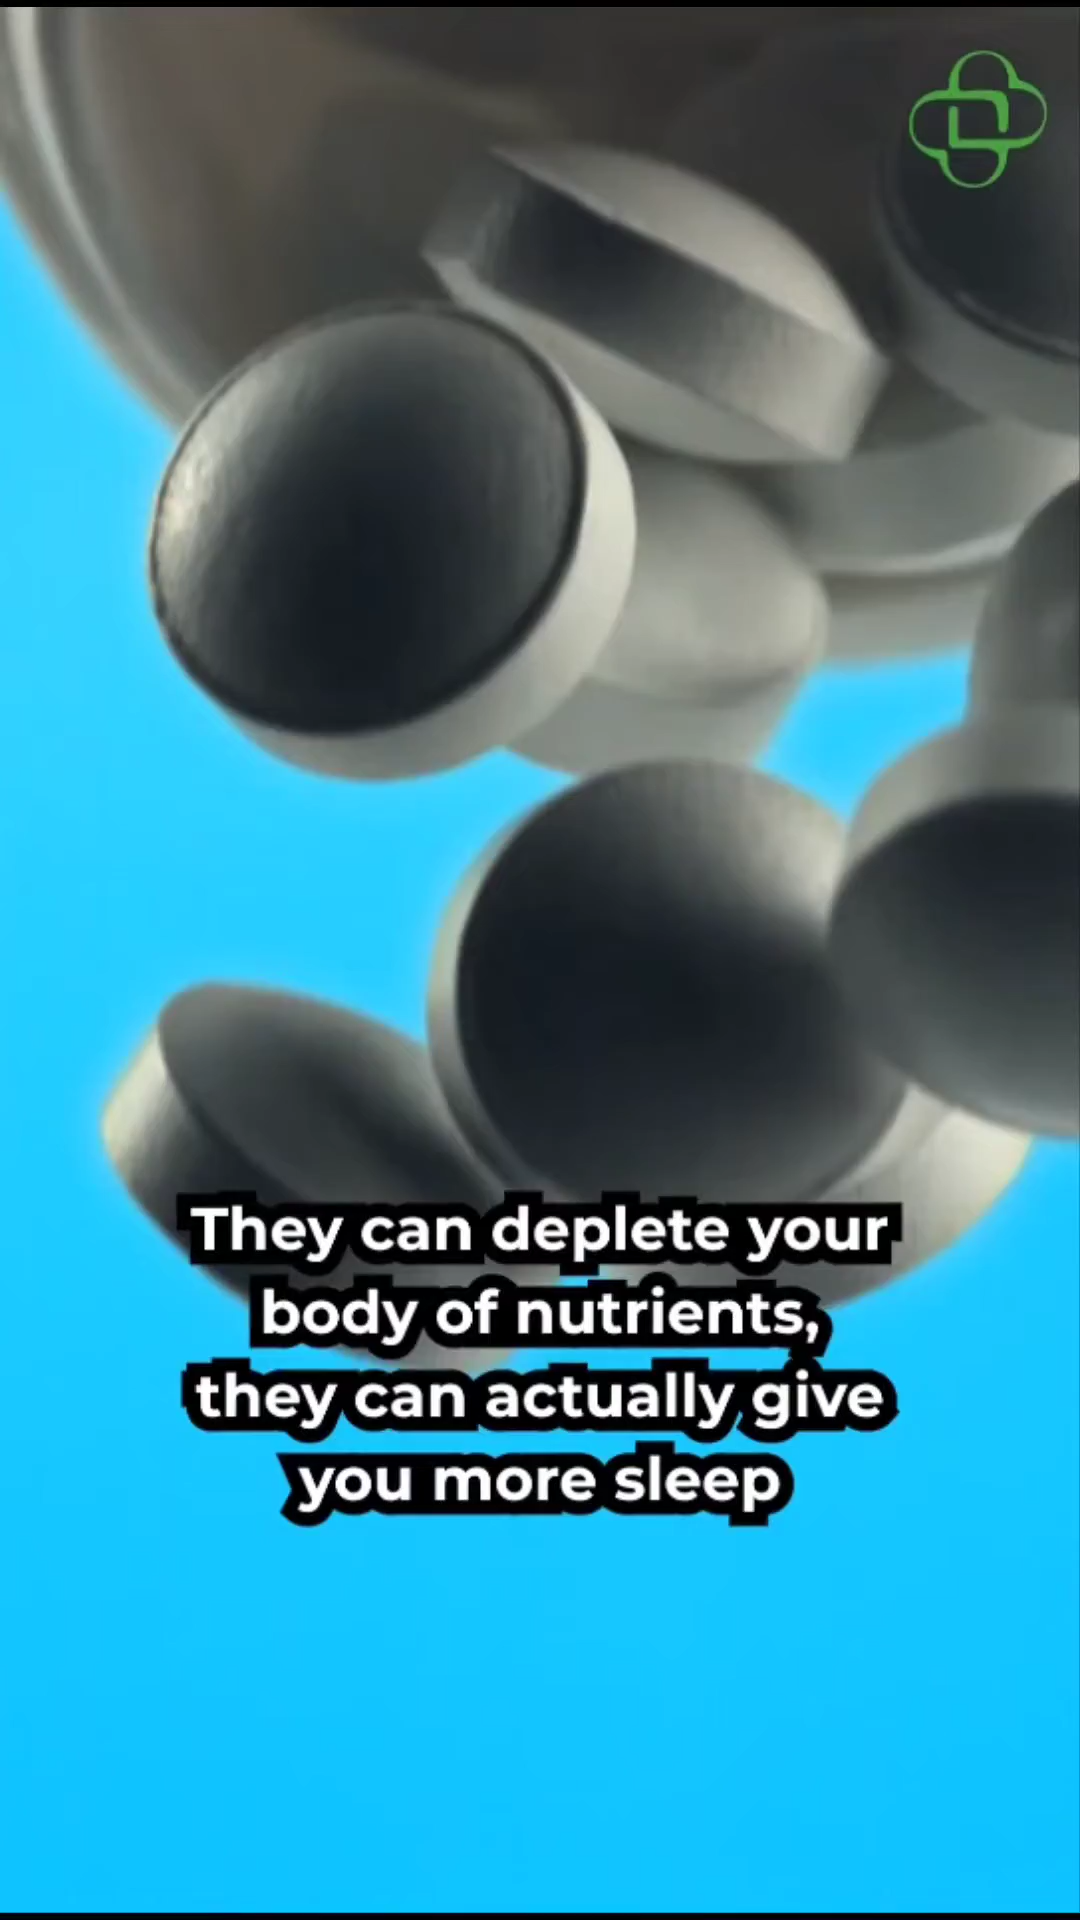 They can deplete your
body of nutrients,
they can actually give
you more sleep